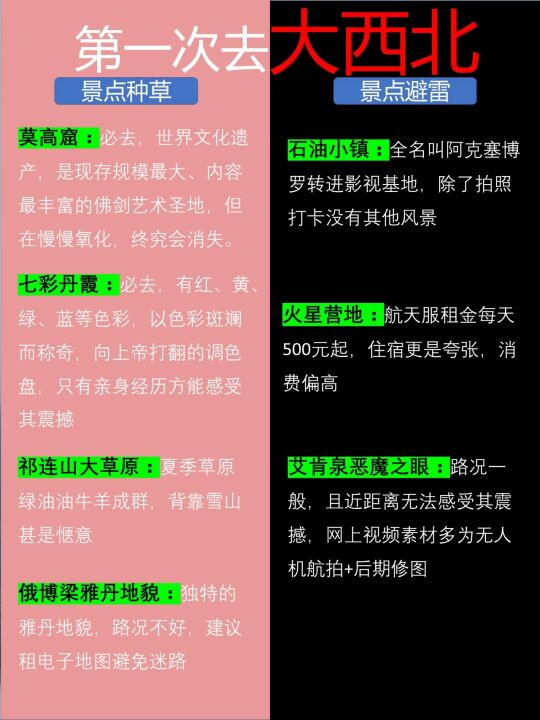 第一次去大西北
景点种草
莫高窟：必去，世界文化遗
产，是现存规模最大、内容
最丰富的佛剑艺术圣地，但
在慢慢氧化，终究会消失。
七彩丹霞：必去，有红、黄、
绿、蓝等色彩，以色彩斑斓
而称奇，向上帝打翻的调色
盘，只有亲身经历方能感受
其震撼
祁连山大草原：夏季草原
绿油油牛羊成群，背靠雪山
甚是惬意
俄博梁雅丹地貌：独特的
雅丹地貌，路况不好，建议
租电子地图避免迷路
景点避雷
石油小镇：全名叫阿克塞博
罗转进影视基地，除了拍照
打卡没有其他风景
火星营地：航天服租金每天
500元起，住宿更是夸张，消
费偏高
艾肯泉恶魔之眼：路况一
般，且近距离无法感受其震
撼，网上视频素材多为无人
机航拍+后期修图